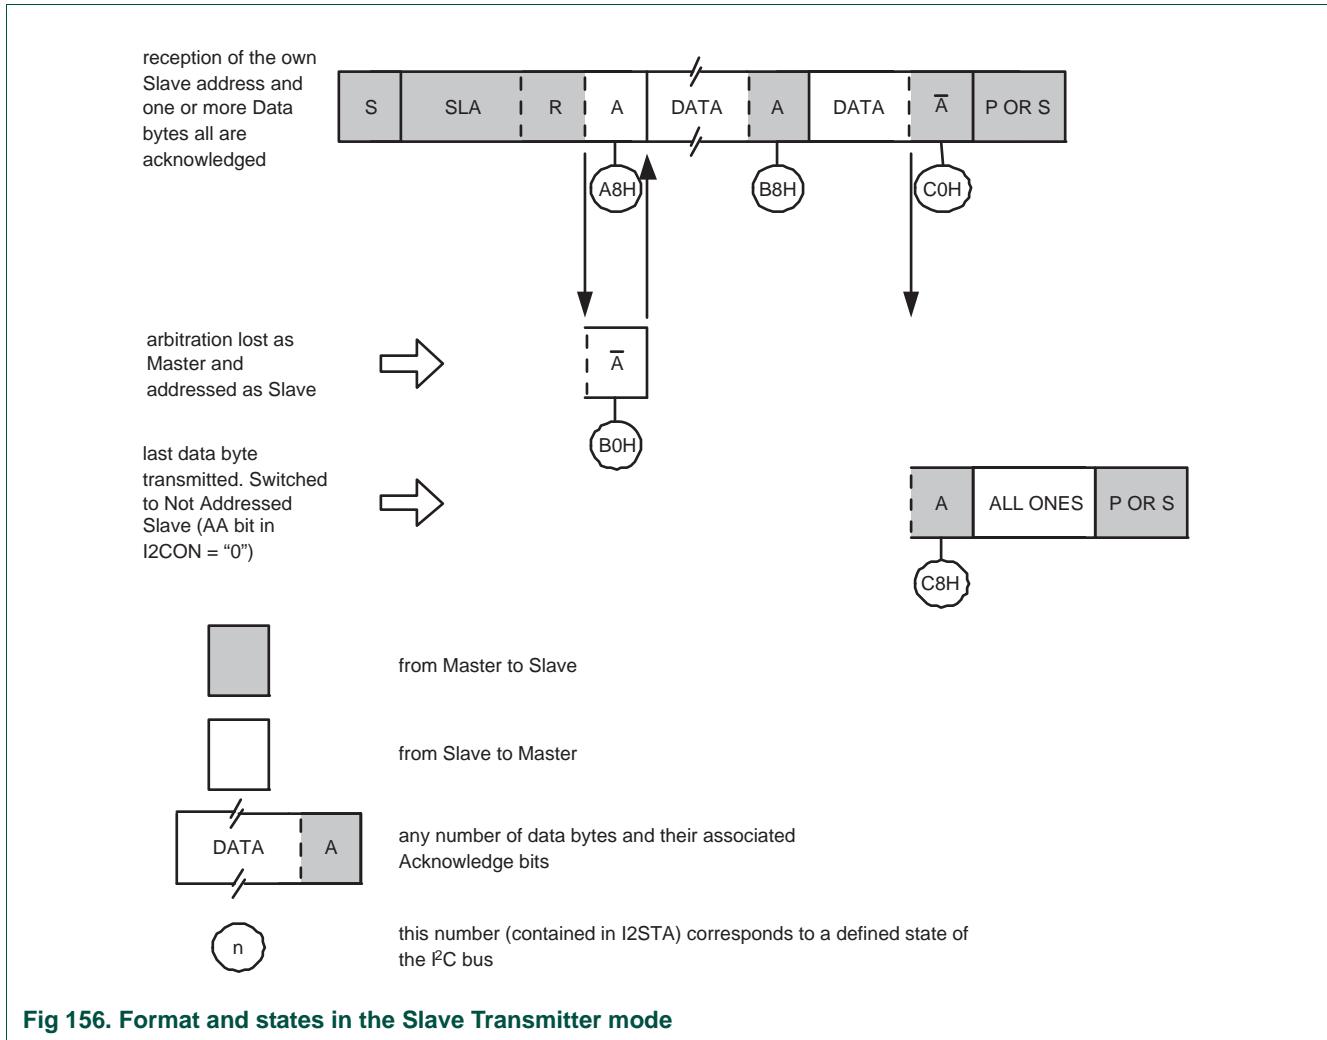 reception of the own
Slave address and
one or more Data
bytes all are
acknowledged
S SLA R A DATA A DATA A̅ P OR S
A8H B8H C0H
arbitration lost as
Master and
addressed as Slave
A̅
B0H
last data byte
transmitted. Switched
to Not Addressed
Slave (AA bit in
I2CON = “0”)
A ALL ONES P OR S
C8H
from Master to Slave
from Slave to Master
DATA A
any number of data bytes and their associated
Acknowledge bits
n
this number (contained in I2STA) corresponds to a defined state of
the I²C bus
Fig 156. Format and states in the Slave Transmitter mode